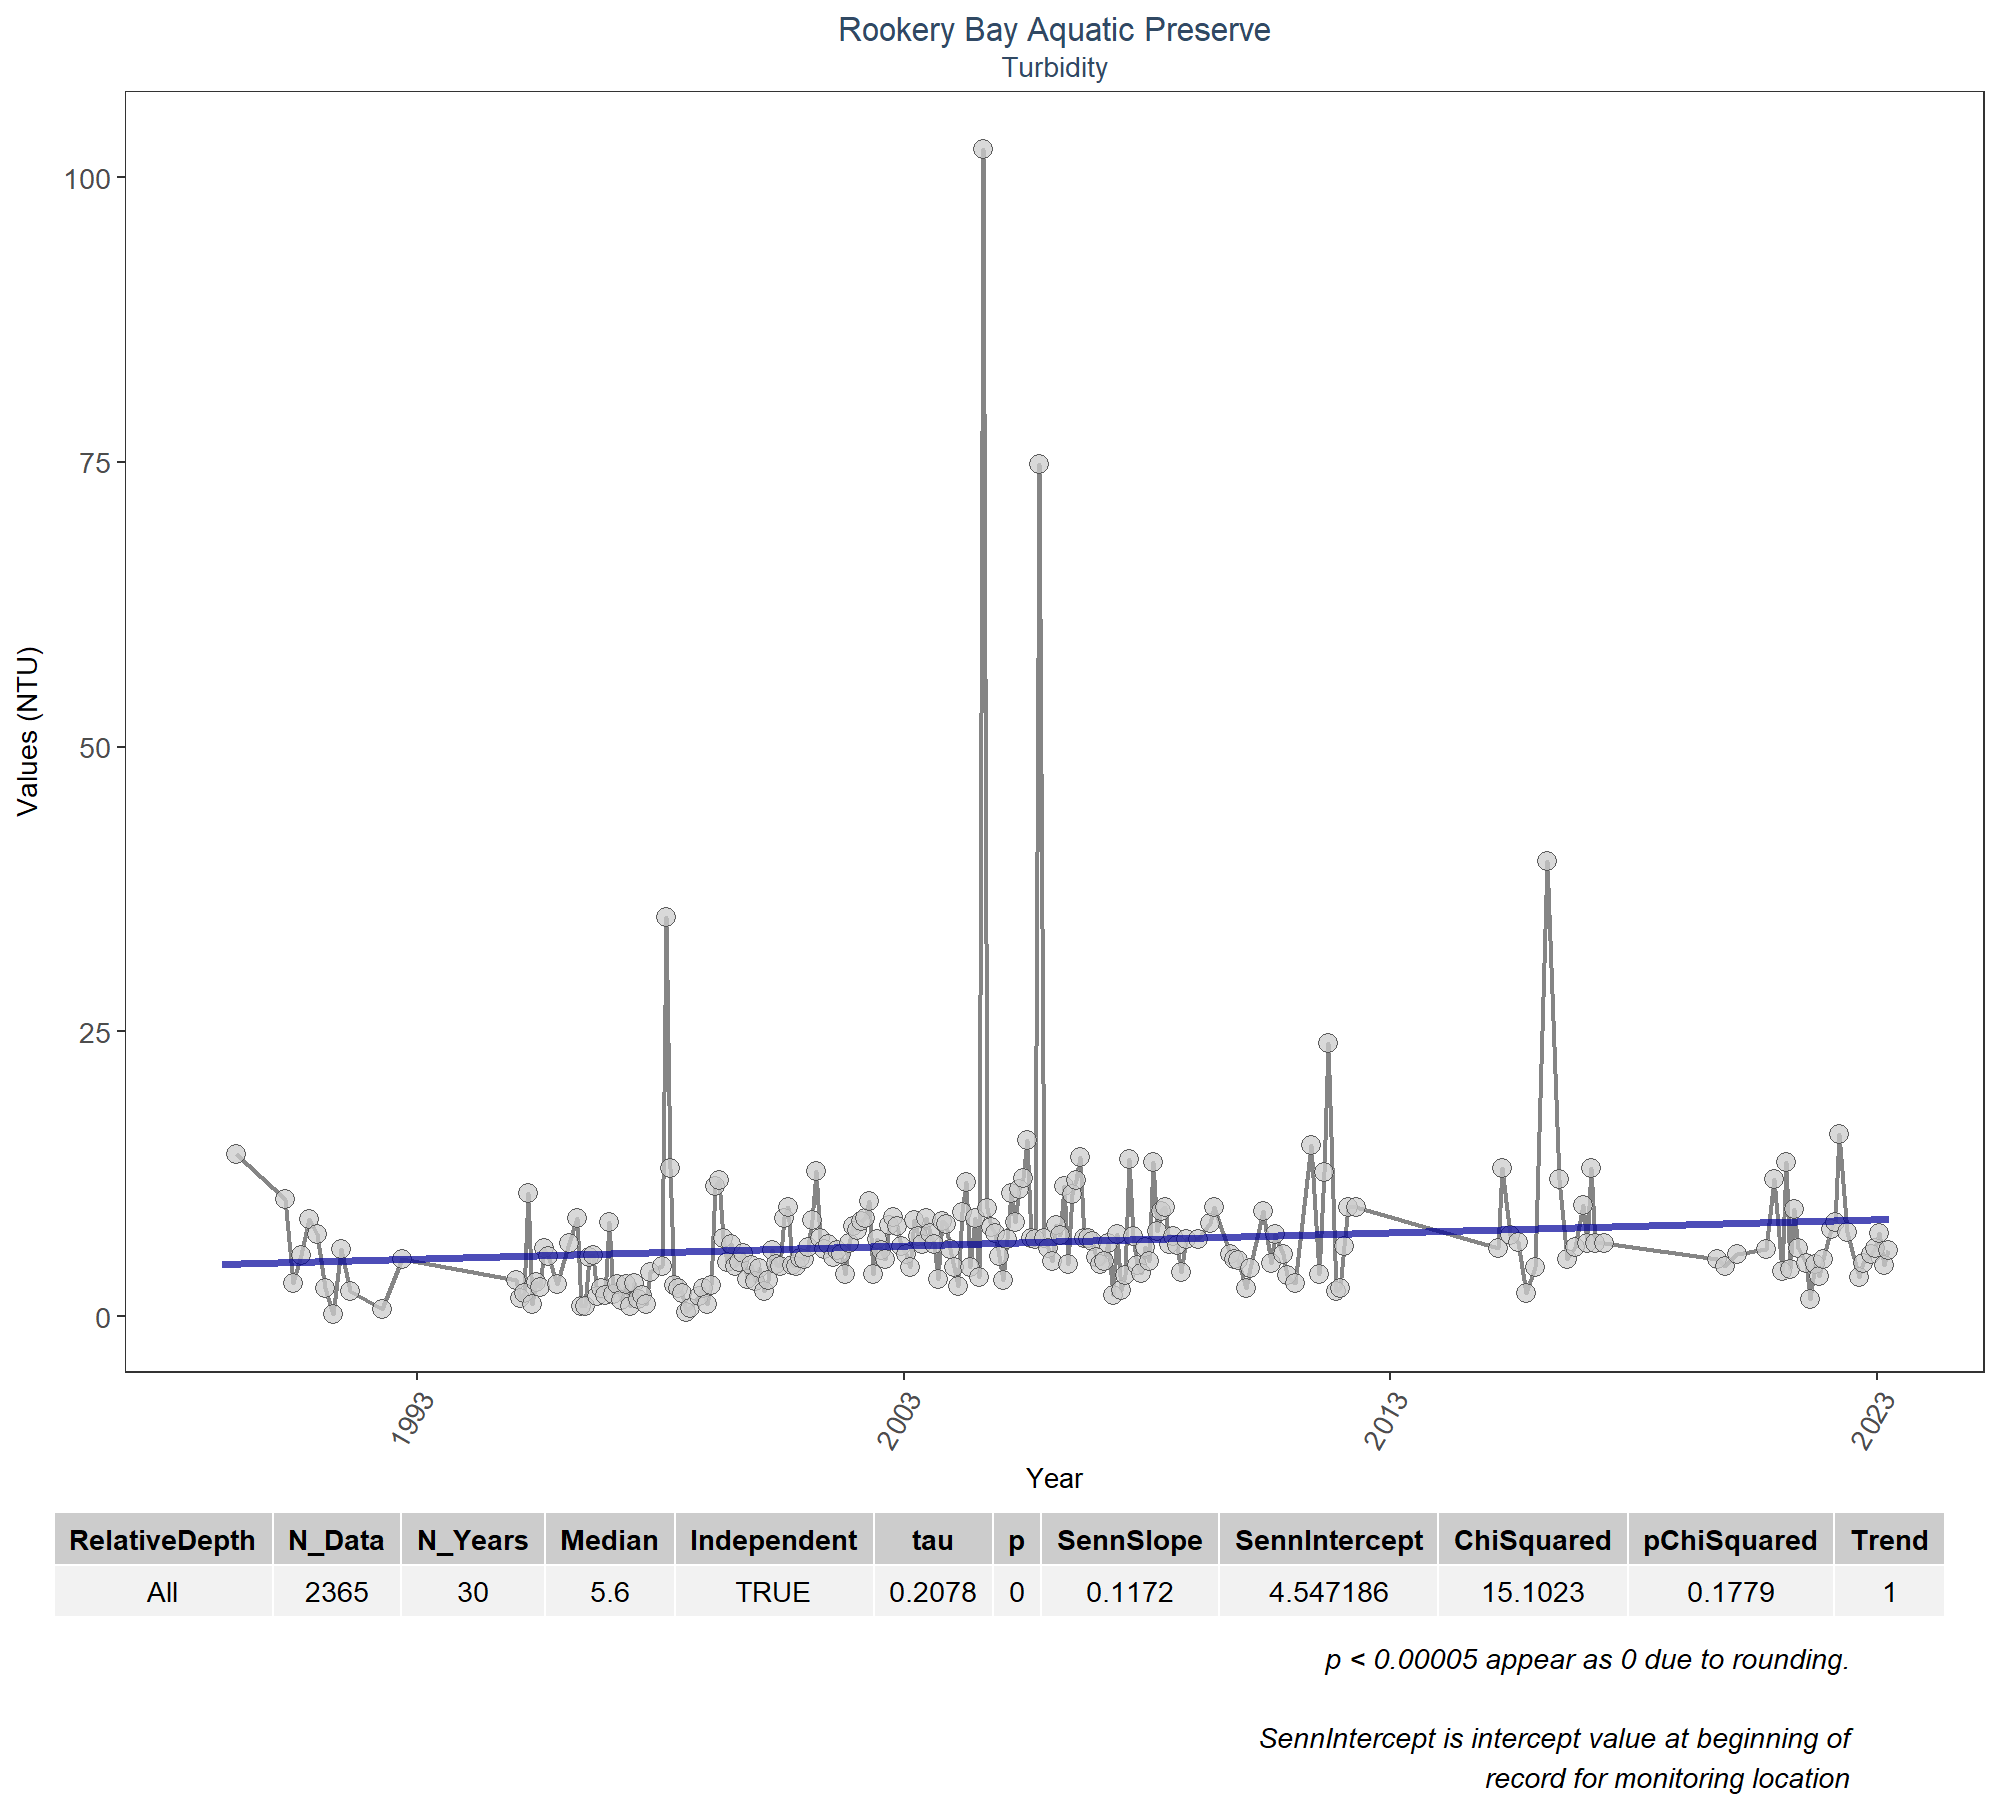 Rookery Bay Aquatic Preserve
Turbidity
Values (NTU)
100
75
50
25
0
1993
2003
2013
2023
Year
RelativeDepth N_Data N_Years Median Independent tau p SennSlope SennIntercept ChiSquared pChiSquared Trend
All 2365 30 5.6 TRUE 0.2078 0 0.1172 4.547186 15.1023 0.1779 1
p < 0.00005 appear as 0 due to rounding.
SennIntercept is intercept value at beginning of
record for monitoring location